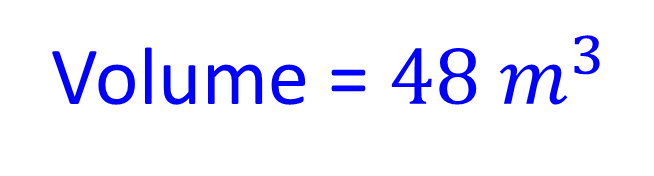 Volume = 48 m³